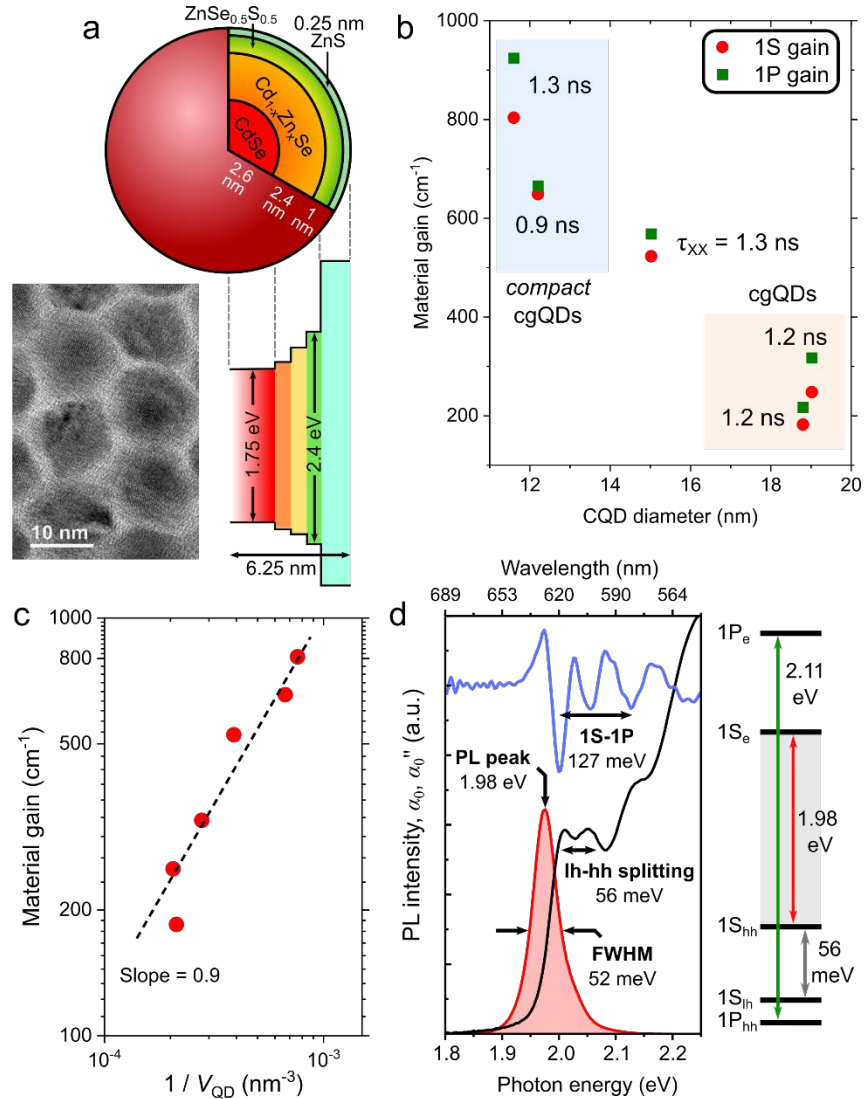 a
ZnSe0.5S0.5
0.25 nm
ZnS
Cd1-xZnxSe
CdSe
2.6 nm
2.4 nm
1 nm
10 nm
1.75 eV
2.4 eV
6.25 nm
b
1S gain
1P gain
1.3 ns
0.9 ns
compact
cgQDs
τXX = 1.3 ns
cgQDs
1.2 ns
1.2 ns
Material gain (cm-1)
1000
800
600
400
200
11 12 13 14 15 16 17 18 19 20
CQD diameter (nm)
c
Material gain (cm-1)
1000
800
500
200
100
Slope = 0.9
10-4 10-3
1 / VQD (nm-3)
d
Wavelength (nm)
689 653 620 590 564
PL intensity, α0, α0" (a.u.)
1S-1P
127 meV
PL peak
1.98 eV
lh-hh splitting
56 meV
FWHM
52 meV
1.8 1.9 2.0 2.1 2.2
Photon energy (eV)
1Pe
2.11
eV
1Se
1.98
eV
1Shh
56
meV
1Slh
1Phh